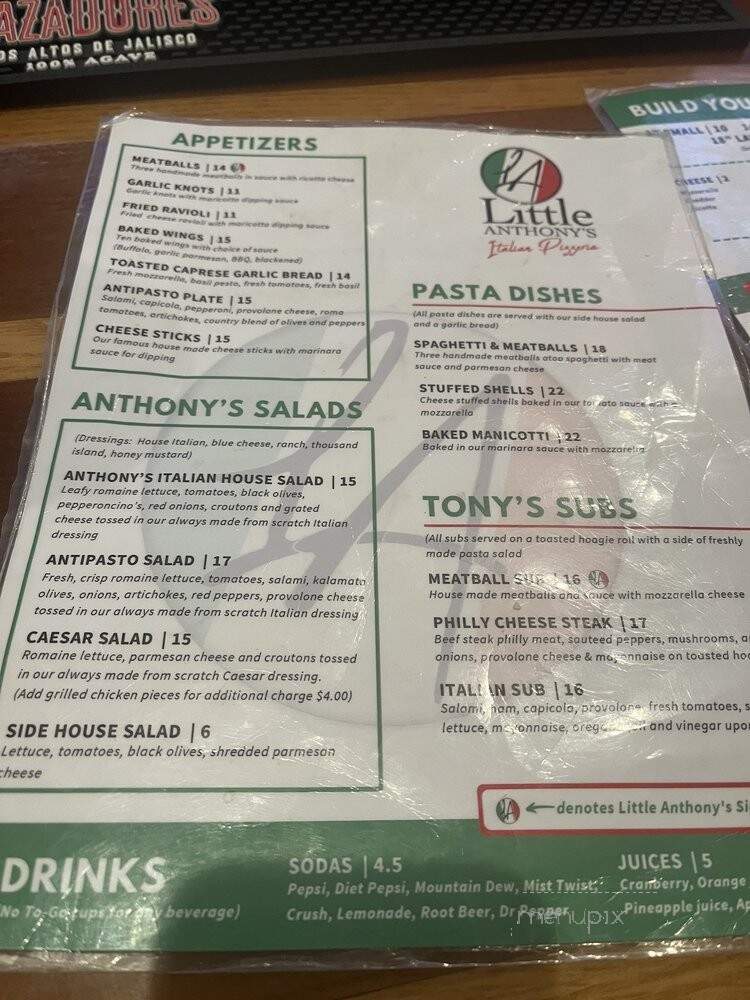 AZADORES
OS ALTOS DE JALISCO
100% AGAVE
APPETIZERS
MEATBALLS | 14
Three handmade meatballs in sauce with ricotta cheese
GARLIC KNOTS | 11
Garlic knots with maricotto dipping sauce
FRIED RAVIOLI | 11
Fried cheese ravioli with maricotto dipping sauce
BAKED WINGS | 15
Ten baked wings with choice of sauce
(Buffalo, garlic parmesan, BBQ, blackened)
TOASTED CAPRESE GARLIC BREAD | 14
Fresh mozzarella, basil pesto, fresh tomatoes, fresh basil
ANTIPASTO PLATE | 15
Salami, capicola, pepperoni, provolone cheese, roma
tomatoes, artichokes, country blend of olives and peppers
CHEESE STICKS | 15
Our famous house made cheese sticks with marinara
sauce for dipping
ANTHONY'S SALADS
(Dressings: House Italian, blue cheese, ranch, thousand
island, honey mustard)
ANTHONY'S ITALIAN HOUSE SALAD | 15
Leafy romaine lettuce, tomatoes, black olives,
pepperoncino's, red onions, croutons and grated
cheese tossed in our always made from scratch Italian
dressing
ANTIPASTO SALAD | 17
Fresh, crisp romaine lettuce, tomatoes, salami, kalamata
olives, onions, artichokes, red peppers, provolone cheese
tossed in our always made from scratch Italian dressing
CAESAR SALAD | 15
Romaine lettuce, parmesan cheese and croutons tossed
in our always made from scratch Caesar dressing.
(Add grilled chicken pieces for additional charge $4.00)
SIDE HOUSE SALAD | 6
Lettuce, tomatoes, black olives, shredded parmesan
cheese
LA
Little
ANTHONY'S
Italian Pizzeria
PASTA DISHES
(All pasta dishes are served with our side house salad
and a garlic bread)
SPAGHETTI & MEATBALLS | 18
Three handmade meatballs atop spaghetti with meat
sauce and parmesan cheese
STUFFED SHELLS | 22
Cheese stuffed shells baked in our tomato sauce with a
mozzarella
BAKED MANICOTTI | 22
Baked in our marinara sauce with mozzarella
TONY'S SUBS
(All subs served on a toasted hoagie roll with a side of freshly
made pasta salad
MEATBALL SUB | 16
House made meatballs and sauce with mozzarella cheese
PHILLY CHEESE STEAK | 17
Beef steak philly meat, sauteed peppers, mushrooms, a
onions, provolone cheese & mayonnaise on toasted ho
ITALIAN SUB | 16
Salami, ham, capicola, provolone, fresh tomatoes, s
lettuce, mayonnaise, oregano, oil and vinegar upo
denotes Little Anthony's Si
DRINKS
(No To-Go cups for any beverage)
SODAS | 4.5
Pepsi, Diet Pepsi, Mountain Dew, Mist Twist,
Crush, Lemonade, Root Beer, Dr Pepper
JUICES | 5
Cranberry, Orange
Pineapple juice, Ap
BUILD YOU
SMALL | 10
18" LA
CHEESE | 2
menupix